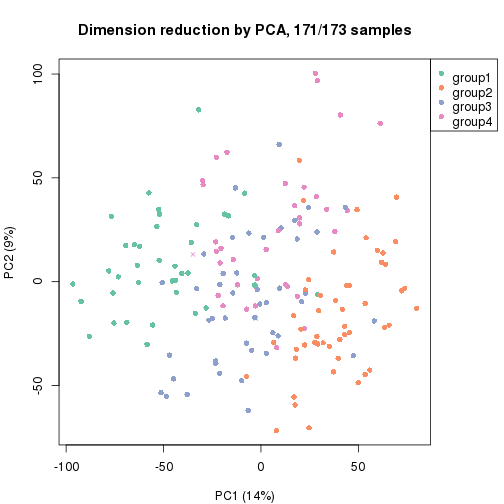 Dimension reduction by PCA, 171/173 samples
group1
group2
group3
group4
100
50
0
-50
PC2 (9%)
-100
-50
0
50
PC1 (14%)